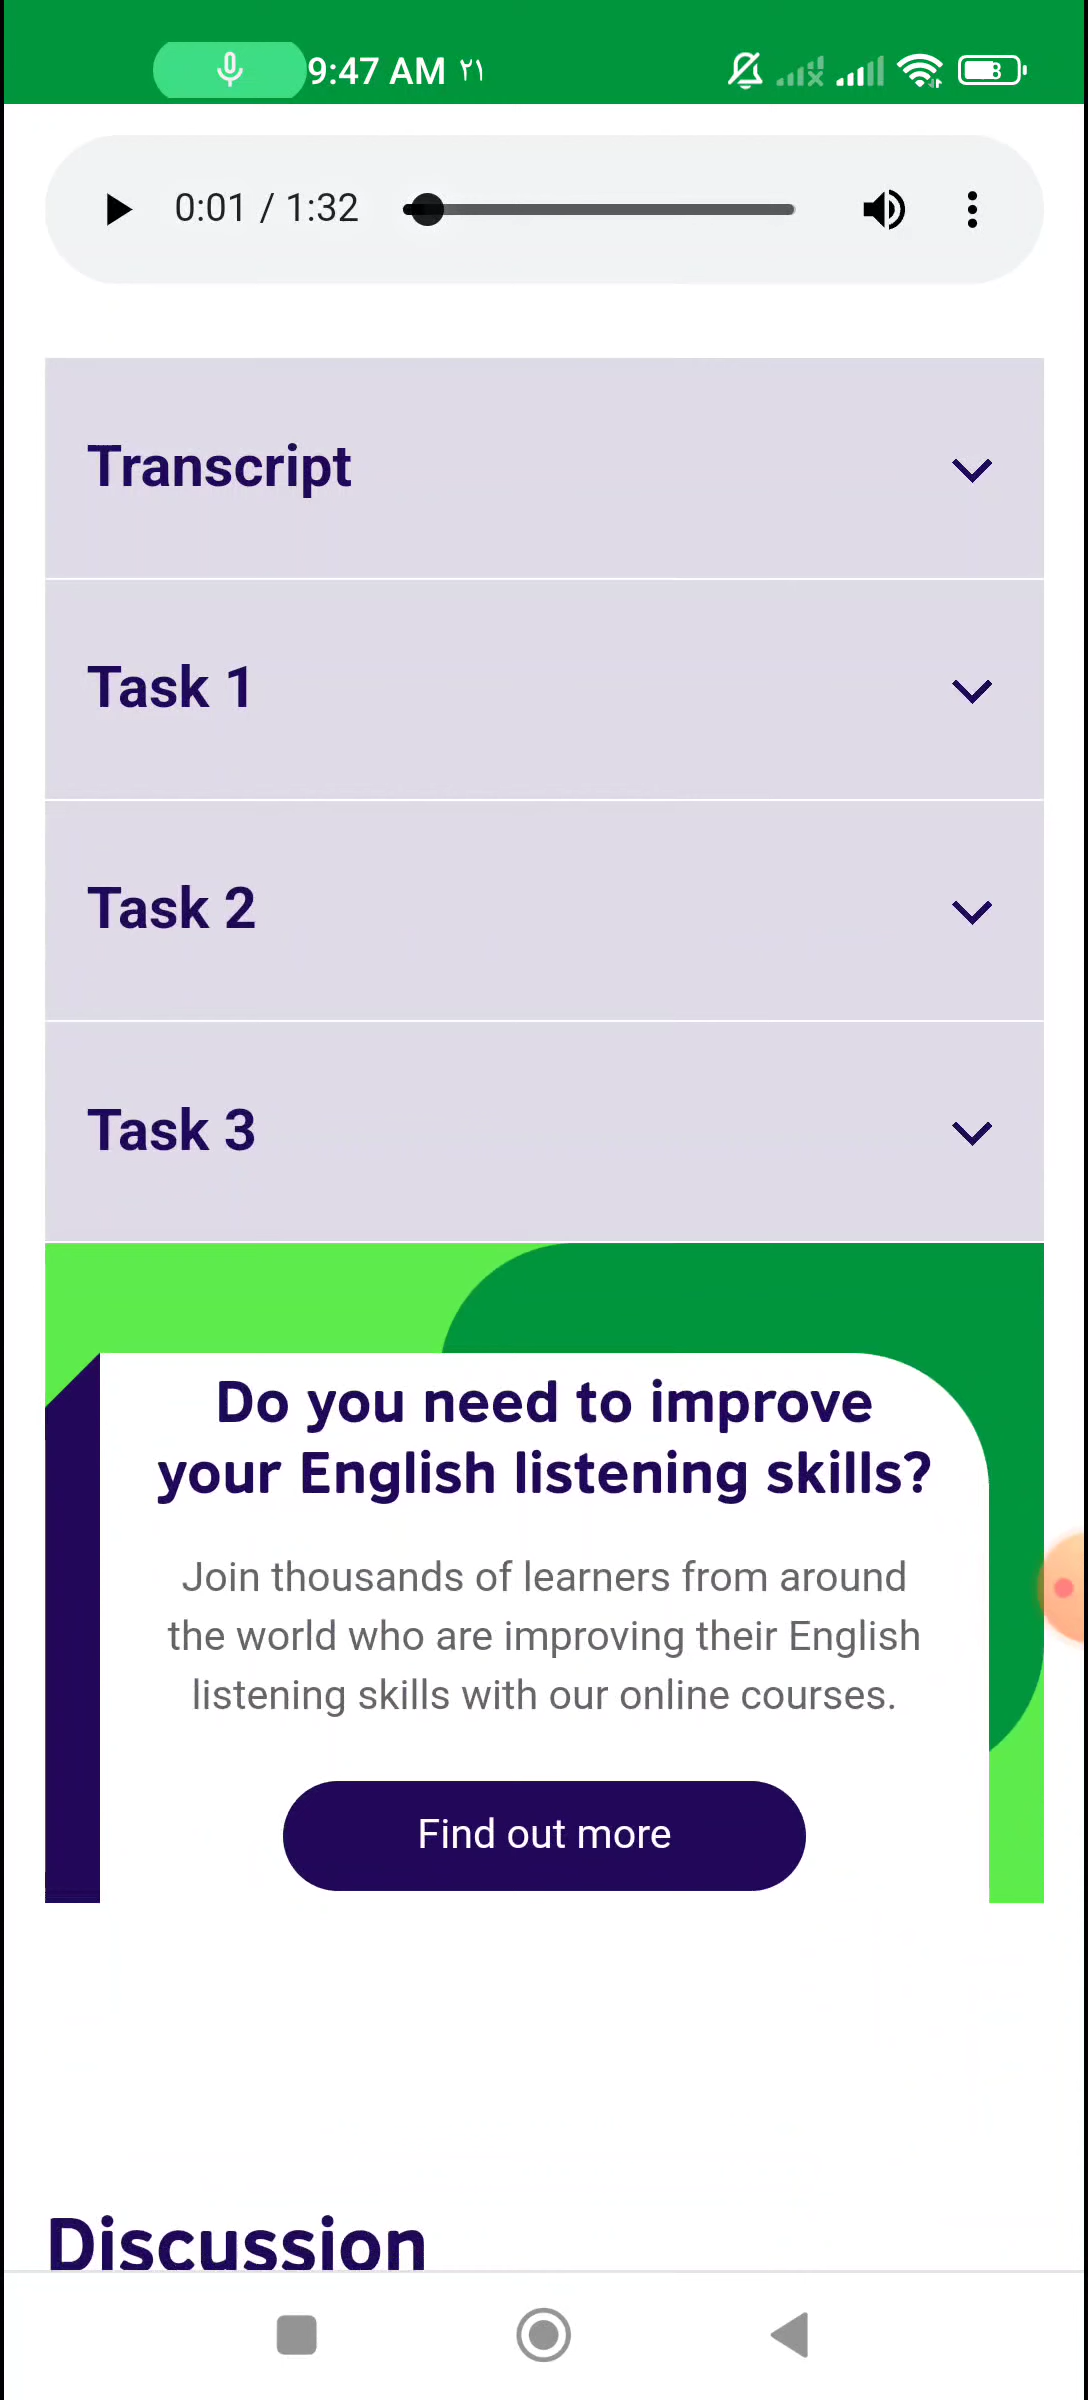 9:47 AM ۲۱
0:01 / 1:32
Transcript
Task 1
Task 2
Task 3
Do you need to improve
your English listening skills?
Join thousands of learners from around
the world who are improving their English
listening skills with our online courses.
Find out more
Discussion